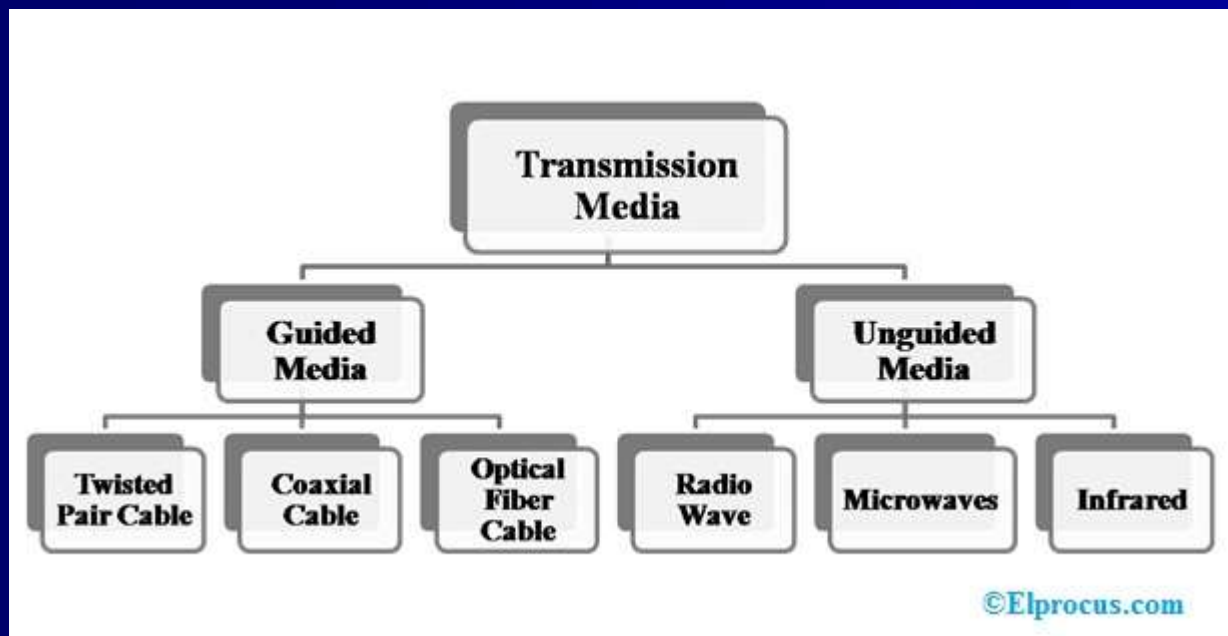 Transmission
Media
Guided
Media
Unguided
Media
Twisted
Pair Cable
Coaxial
Cable
Optical
Fiber
Cable
Radio
Wave
Microwaves
Infrared
©Elprocus.com